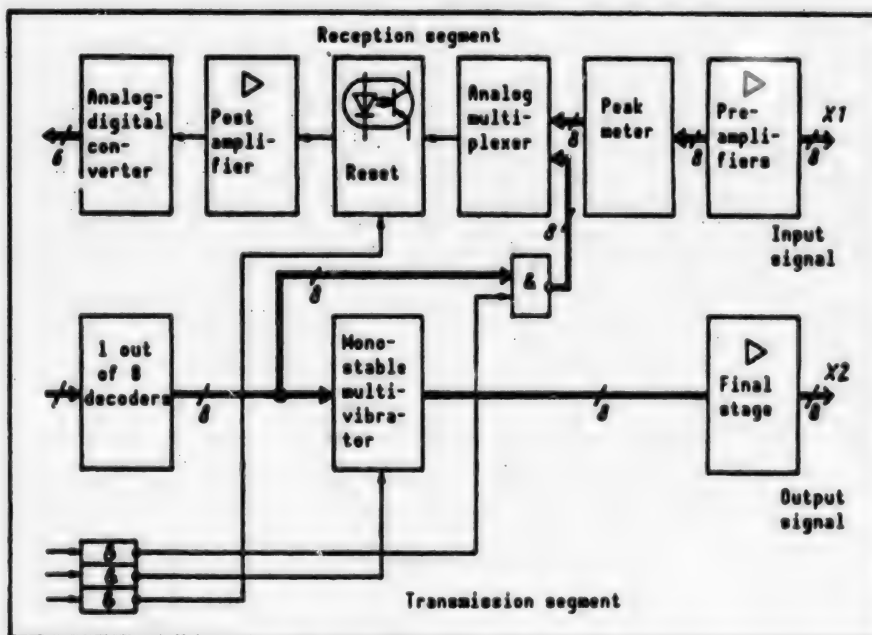 Reception segment
Analog-
digital
con-
verter
6
Post
ampli-
fier
Reset
Analog
multi-
plexer
8
Peak
meter
8
Pre-
ampli-
fiers
X1
8
Input
signal
8
8
&
1 out
of 8
decoders
8
Mono-
stable
multi-
vibra-
tor
8
Final
stage
X2
8
Output
signal
&
&
&
Transmission segment